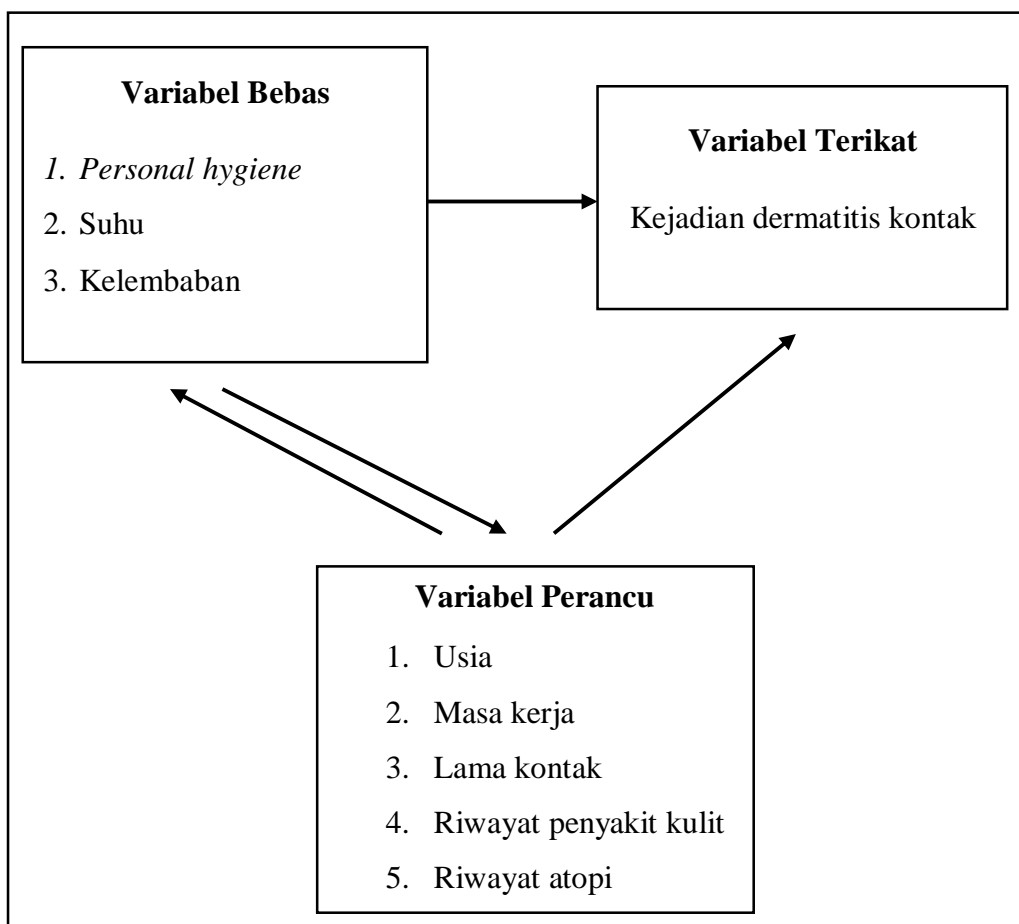 Variabel Bebas
1. Personal hygiene
2. Suhu
3. Kelembaban
Variabel Terikat
Kejadian dermatitis kontak
Variabel Perancu
1. Usia
2. Masa kerja
3. Lama kontak
4. Riwayat penyakit kulit
5. Riwayat atopi